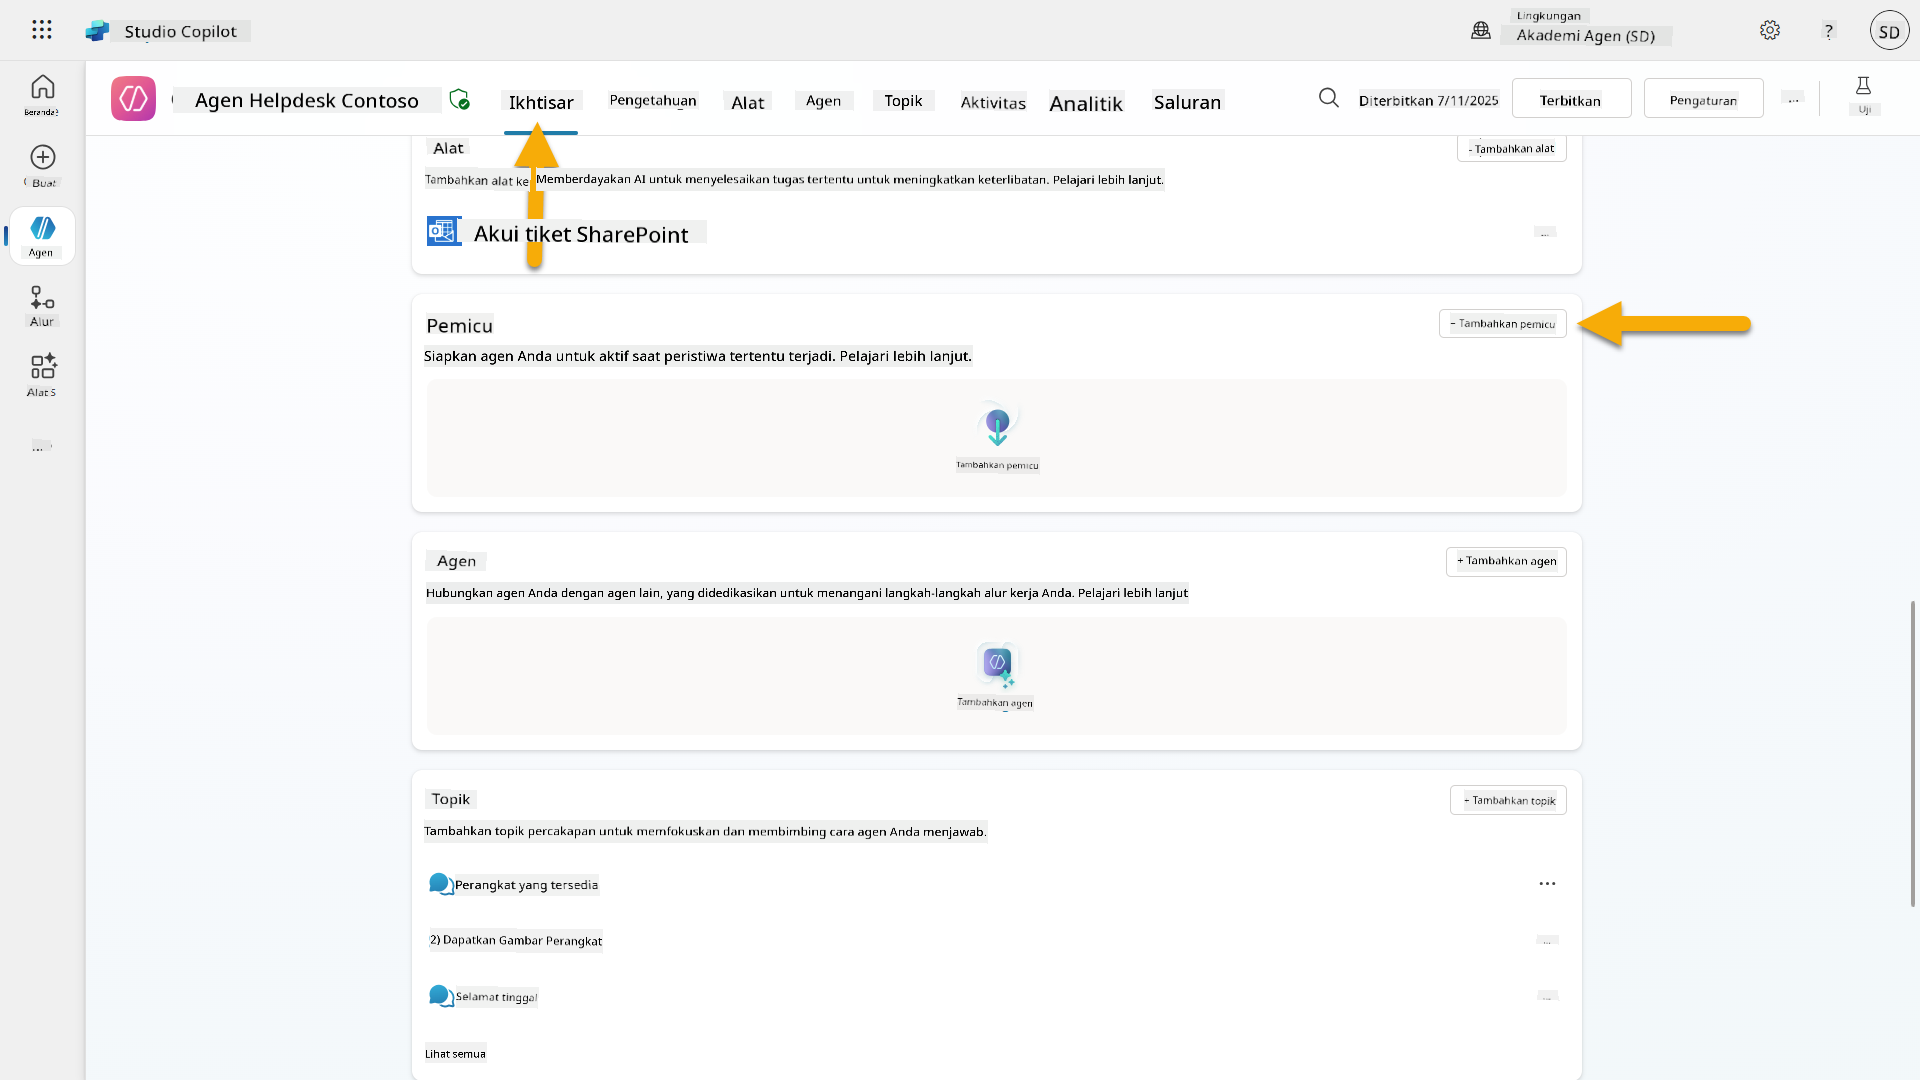 Studio Copilot
Lingkungan
Akademi Agen (SD)
?
SD
Beranda
Buat
Agen
Alur
Alat S
...
Agen Helpdesk Contoso
Ikhtisar
Pengetahuan
Alat
Agen
Topik
Aktivitas
Analitik
Saluran
Diterbitkan 7/11/2025
Terbitkan
Pengaturan
...
Uji
Alat
- Tambahkan alat
Tambahkan alat ke Memberdayakan AI untuk menyelesaikan tugas tertentu untuk meningkatkan keterlibatan. Pelajari lebih lanjut.
Akui tiket SharePoint
...
Pemicu
- Tambahkan pemicu
Siapkan agen Anda untuk aktif saat peristiwa tertentu terjadi. Pelajari lebih lanjut.
Tambahkan pemicu
Agen
+ Tambahkan agen
Hubungkan agen Anda dengan agen lain, yang didedikasikan untuk menangani langkah-langkah alur kerja Anda. Pelajari lebih lanjut
Tambahkan agen
Topik
+ Tambahkan topik
Tambahkan topik percakapan untuk memfokuskan dan membimbing cara agen Anda menjawab.
Perangkat yang tersedia
...
2) Dapatkan Gambar Perangkat
...
Selamat tinggal
...
Lihat semua